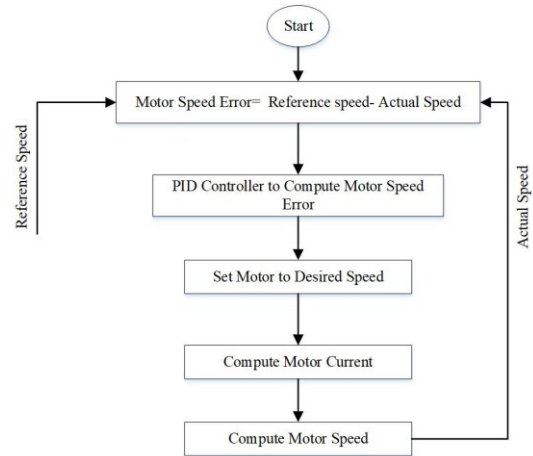 Start
Motor Speed Error= Reference speed- Actual Speed
Reference Speed
Actual Speed
PID Controller to Compute Motor Speed
Error
Set Motor to Desired Speed
Compute Motor Current
Compute Motor Speed